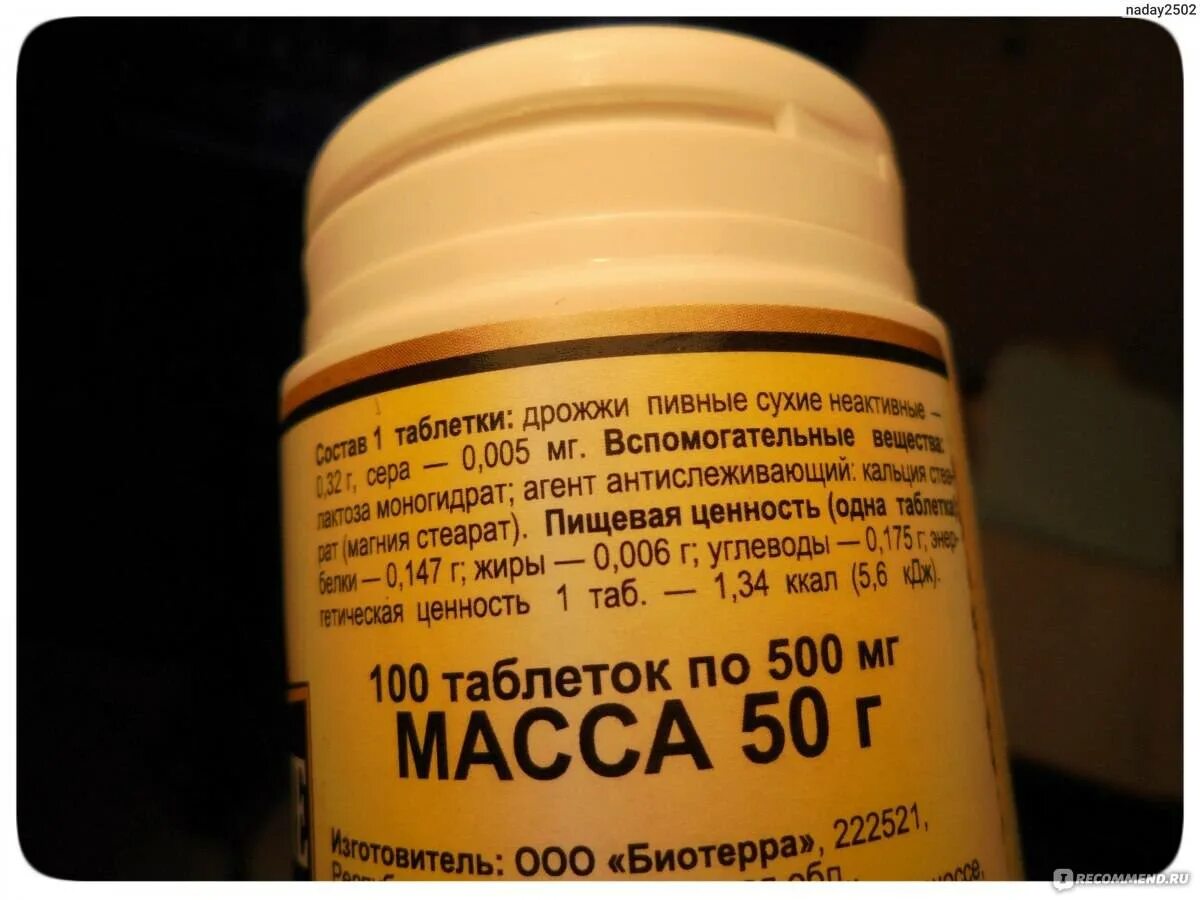 naday2502
Состав 1 таблетки: дрожжи пивные сухие неактивные —
0,32 г, сера — 0,005 мг. Вспомогательные вещества:
лактоза моногидрат; агент антислеживающий: кальция стеа-
рат (магния стеарат). Пищевая ценность (одна таблетка):
белки — 0,147 г; жиры — 0,006 г; углеводы — 0,175 г; энер-
гетическая ценность 1 таб. — 1,34 ккал (5,6 кДж).
100 таблеток по 500 мг
МАССА 50 г
Е
Изготовитель: ООО «Биотерра», 222521,
обл.,
IRECOMMEND.RU